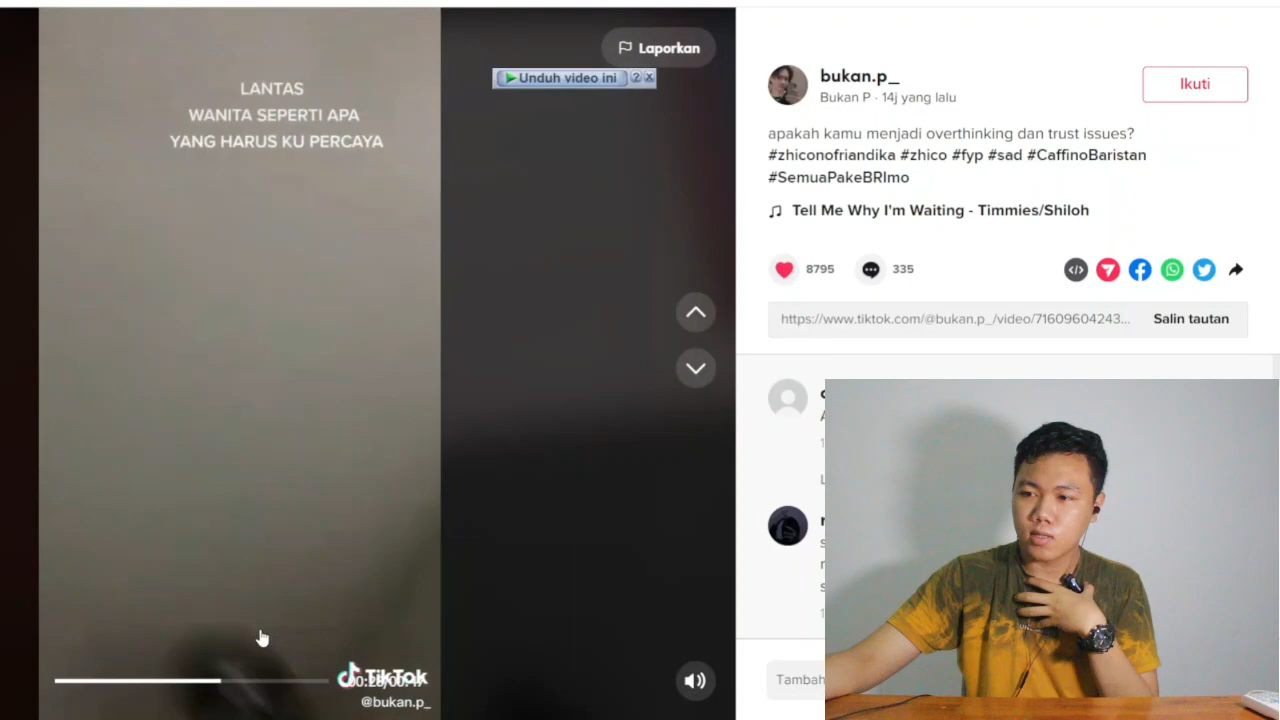 LANTAS
WANITA SEPERTI APA
YANG HARUS KU PERCAYA
Laporkan
Unduh video ini
TikTok
@bukan.p_
bukan.p_
Bukan P · 14j yang lalu
Ikuti
apakah kamu menjadi overthinking dan trust issues?
#zhiconofriandika #zhico #fyp #sad #CaffinoBaristan
#SemuaPakeBRImo
Tell Me Why I'm Waiting - Timmies/Shiloh
8795
335
https://www.tiktok.com/@bukan.p_/video/71609604243...
Salin tautan
Tambah